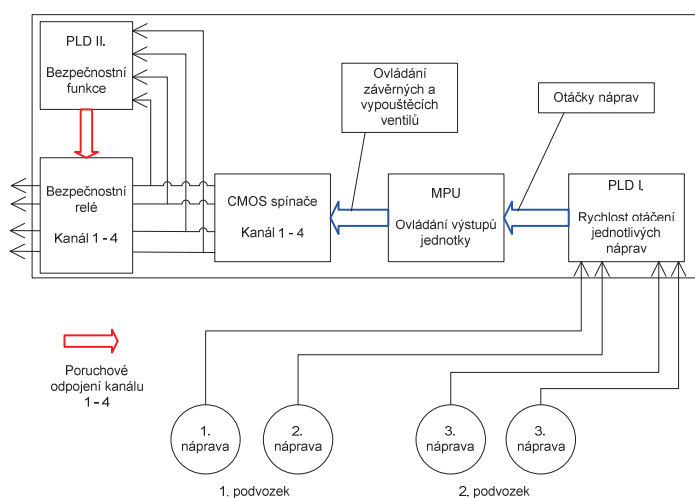 PLD II.
Bezpečnostní
funkce
Ovládání
závěrných a
vypouštěcích
ventilů
Otáčky náprav
Bezpečnostní
relé
Kanál 1 - 4
CMOS spínače
Kanál 1 - 4
MPU
Ovládání výstupů
jednotky
PLD I.
Rychlost otáčení
jednotlivých
náprav
Poruchové
odpojení kanálu
1 - 4
1.
náprava
2.
náprava
3.
náprava
3.
náprava
1. podvozek
2. podvozek